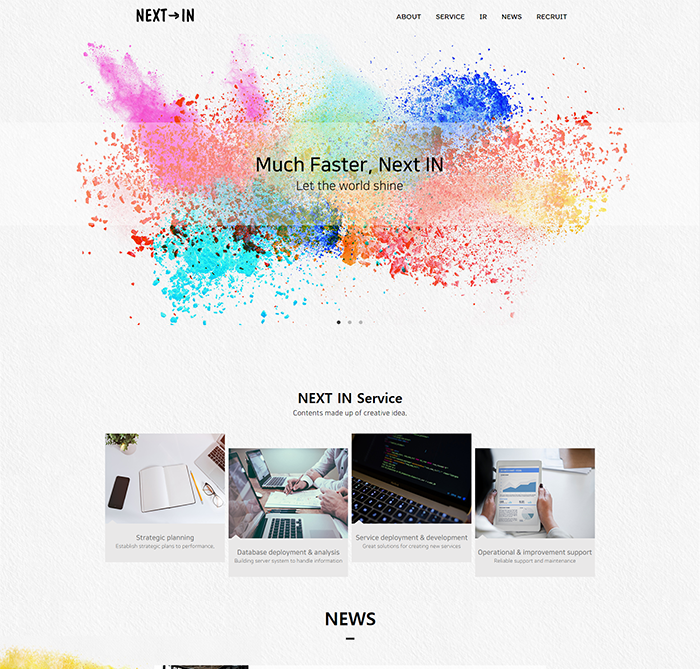 NEXT→IN
ABOUT SERVICE IR NEWS RECRUIT
Much Faster, Next IN
Let the world shine
NEXT IN Service
Contents made up of creative idea.
Strategic planning
Establish strategic plans to performance.
Database deployment & analysis
Building server system to handle information
Service deployment & development
Great solutions for creating new services
Operational & improvement support
Reliable support and maintenance
NEWS